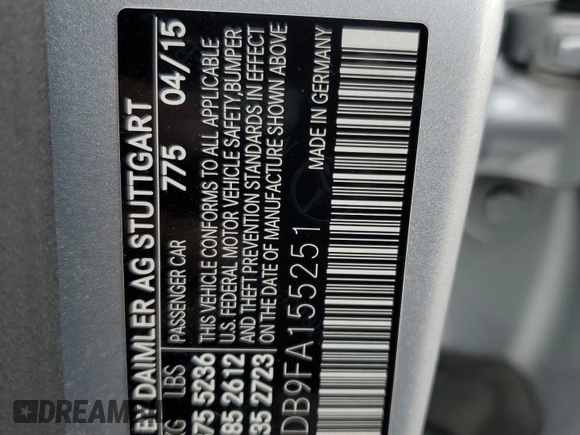 DAIMLER AG STUTTGART
775 04/15
PASSENGER CAR
THIS VEHICLE CONFORMS TO ALL APPLICABLE
U.S. FEDERAL MOTOR VEHICLE SAFETY, BUMPER
AND THEFT PREVENTION STANDARDS IN EFFECT
ON THE DATE OF MANUFACTURE SHOWN ABOVE
LBS
5236
2612
2723
MADE IN GERMANY
DB9FA155251